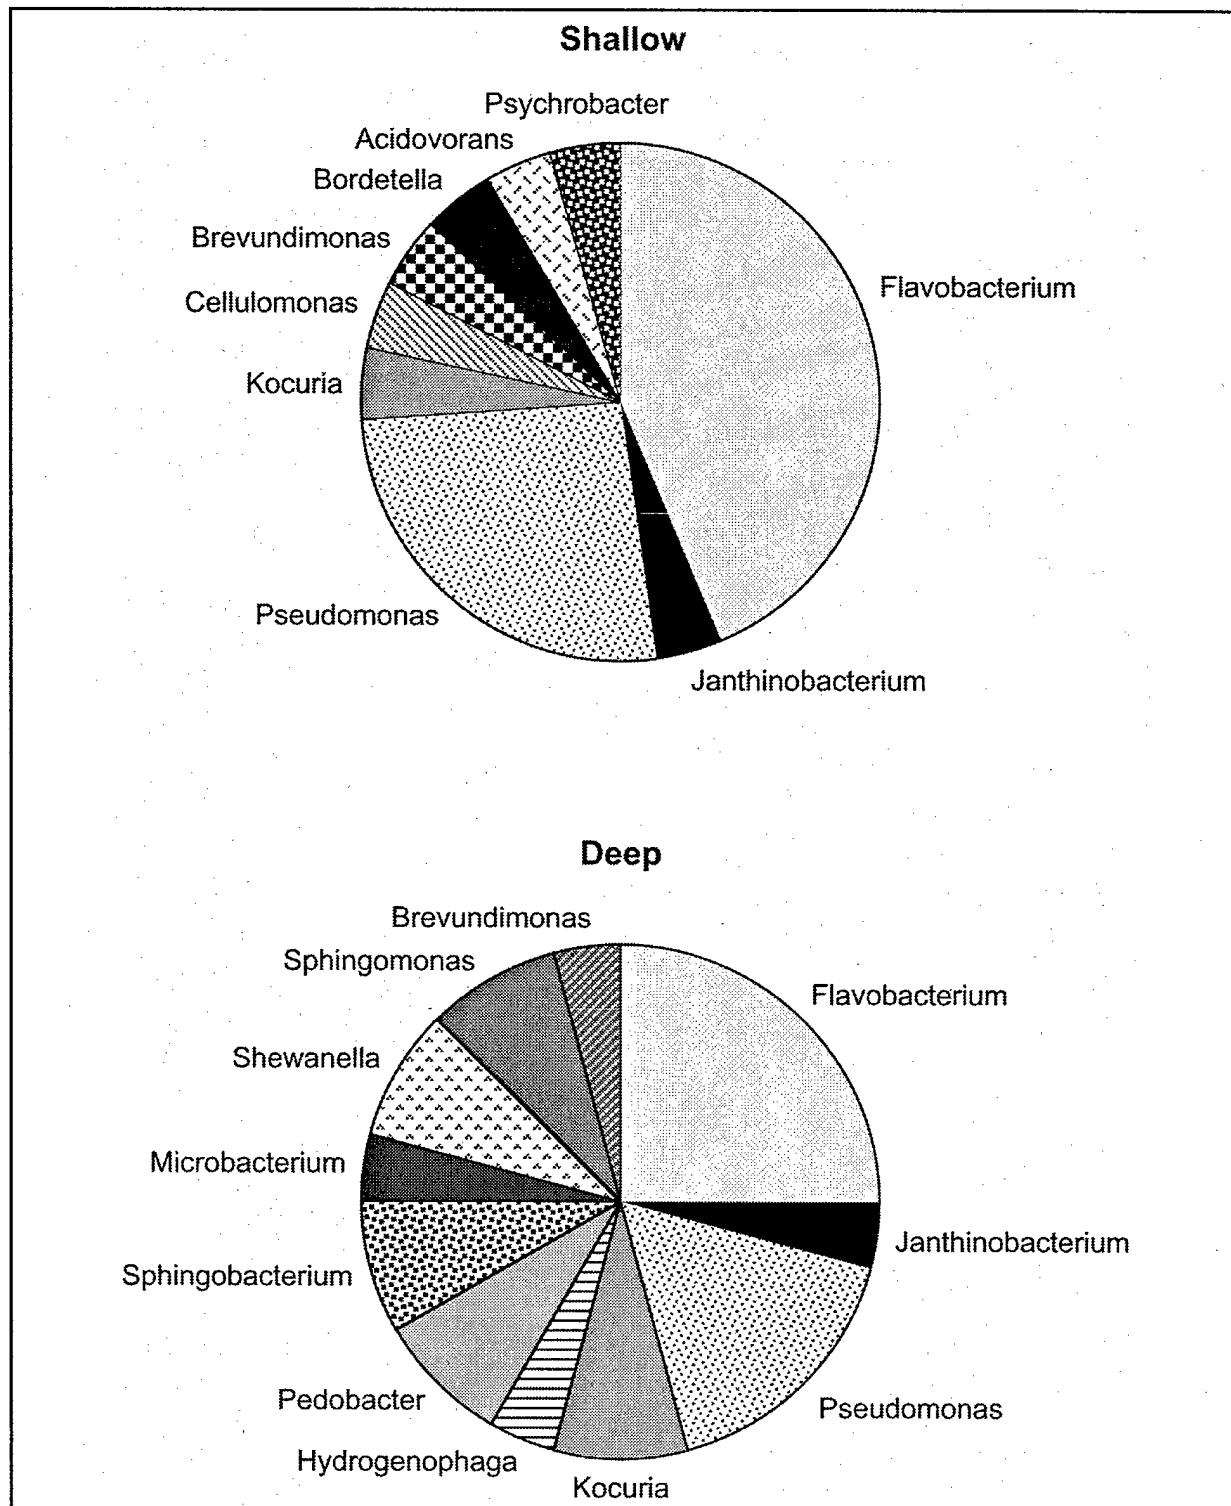 Shallow
Psychrobacter
Acidovorans
Bordetella
Brevundimonas
Cellulomonas
Kocuria
Flavobacterium
Pseudomonas
Janthinobacterium
Deep
Brevundimonas
Sphingomonas
Shewanella
Microbacterium
Sphingobacterium
Pedobacter
Hydrogenophaga
Kocuria
Flavobacterium
Janthinobacterium
Pseudomonas